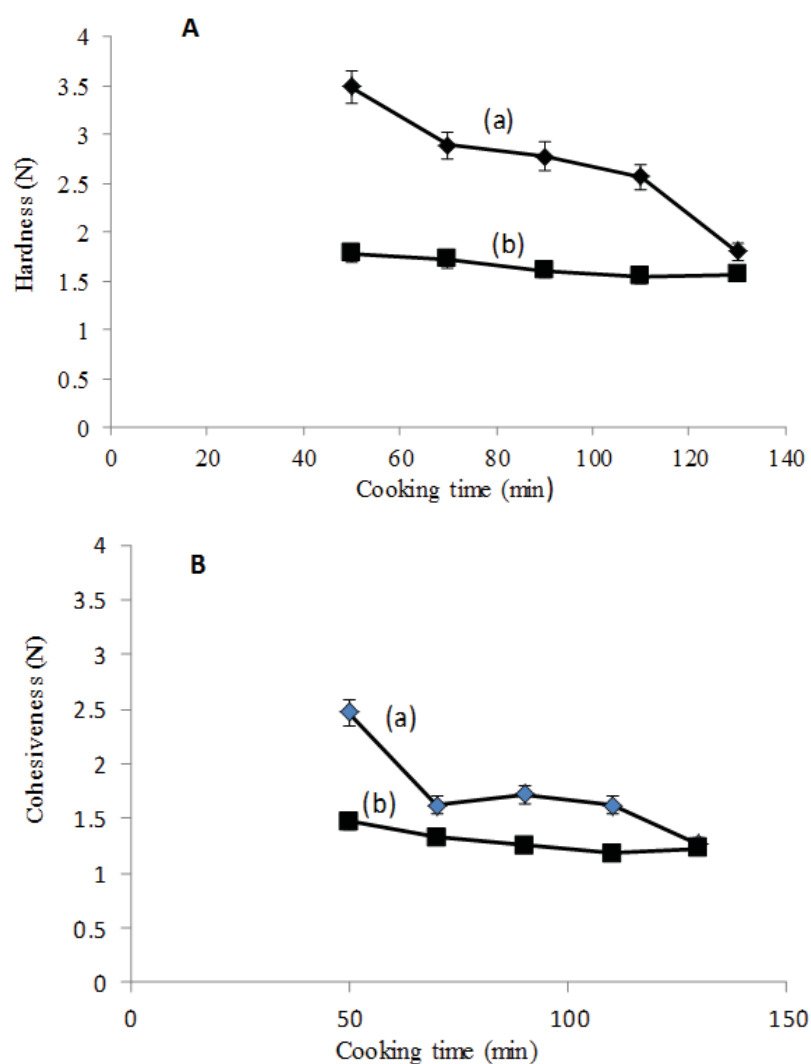 A
4
3.5
3
2.5
2
1.5
1
0.5
0
Hardness (N)
(a)
(b)
0 20 40 60 80 100 120 140
Cooking time (min)
B
4
3.5
3
2.5
2
1.5
1
0.5
0
Cohesiveness (N)
(a)
(b)
0 50 100 150
Cooking time (min)